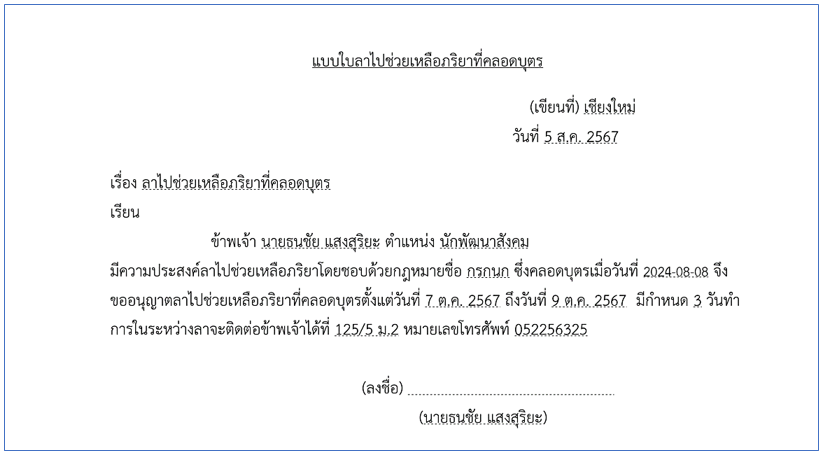 แบบใบลาไปช่วยเหลือภริยาที่คลอดบุตร
(เขียนที่) เชียงใหม่
วันที่ 5 ส.ค. 2567
เรื่อง ลาไปช่วยเหลือภริยาที่คลอดบุตร
เรียน
ข้าพเจ้า นายธนชัย แสงสุริยะ ตำแหน่ง นักพัฒนาสังคม
มีความประสงค์ลาไปช่วยเหลือภริยาโดยชอบด้วยกฎหมายชื่อ กรกนก ซึ่งคลอดบุตรเมื่อวันที่ 2024-08-08 จึง
ขออนุญาตลาไปช่วยเหลือภริยาที่คลอดบุตรตั้งแต่วันที่ 7 ต.ค. 2567 ถึงวันที่ 9 ต.ค. 2567 มีกำหนด 3 วันทำ
การในระหว่างลาจะติดต่อข้าพเจ้าได้ที่ 125/5 ม.2 หมายเลขโทรศัพท์ 052256325
(ลงชื่อ)
(นายธนชัย แสงสุริยะ)